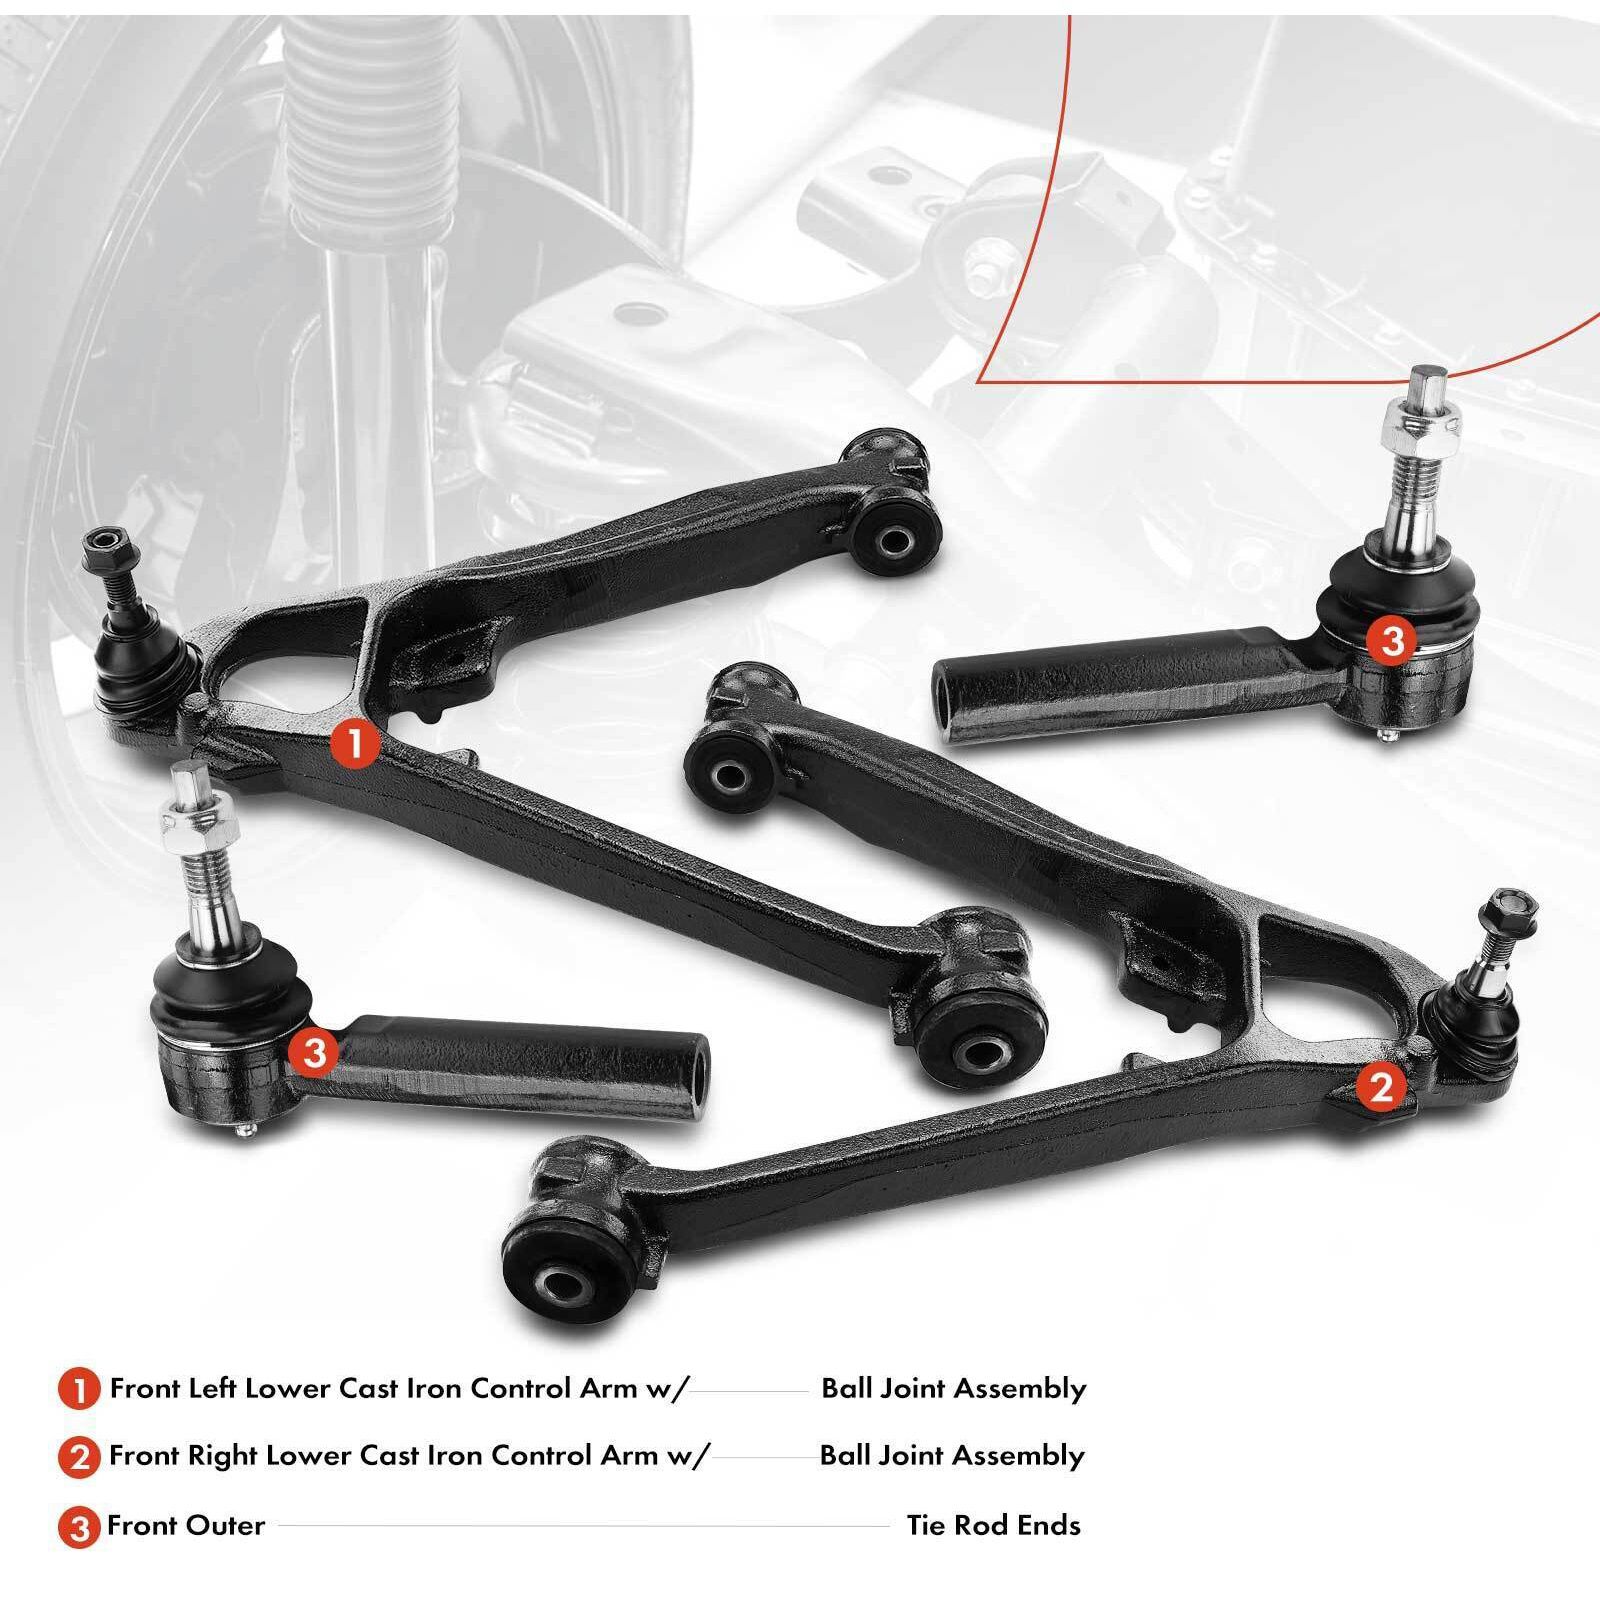 1
3
3
2
1 Front Left Lower Cast Iron Control Arm w/ Ball Joint Assembly
2 Front Right Lower Cast Iron Control Arm w/ Ball Joint Assembly
3 Front Outer Tie Rod Ends